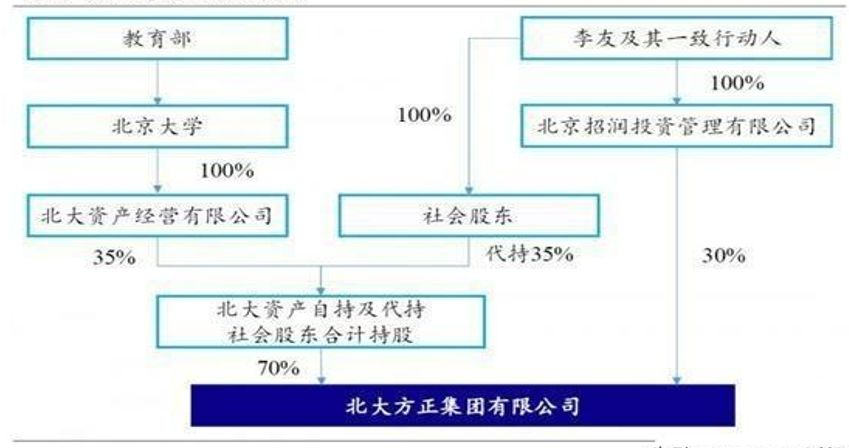 教育部
李友及其一致行动人
100%
北京大学
100%
北京招润投资管理有限公司
100%
北大资产经营有限公司
社会股东
35%
代持35%
30%
北大资产自持及代持
社会股东合计持股
70%
北大方正集团有限公司